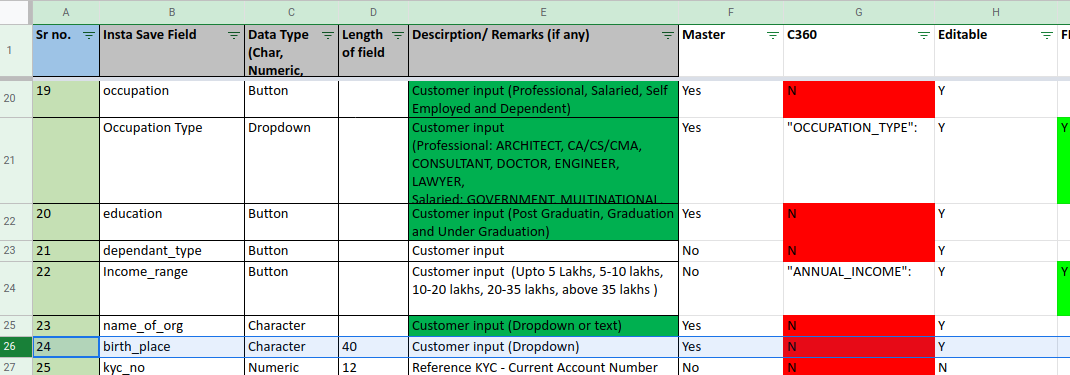 A B C D E F G H
1 Sr no. Insta Save Field Data Type (Char, Numeric, Length of field Descirption/ Remarks (if any) Master C360 Editable
20 19 occupation Button Customer input (Professional, Salaried, Self Employed and Dependent) Yes N Y
21 Occupation Type Dropdown Customer input
(Professional: ARCHITECT, CA/CS/CMA,
CONSULTANT, DOCTOR, ENGINEER,
LAWYER,
Salaried: GOVERNMENT, MULTINATIONAL Yes "OCCUPATION_TYPE": Y Y
22 20 education Button Customer input (Post Graduatin, Graduation and Under Graduation) Yes N Y
23 21 dependant_type Button Customer input No N Y
24 22 Income_range Button Customer input (Upto 5 Lakhs, 5-10 lakhs, 10-20 lakhs, 20-35 lakhs, above 35 lakhs ) No "ANNUAL_INCOME": Y Y
25 23 name_of_org Character Customer input (Dropdown or text) Yes N Y
26 24 birth_place Character 40 Customer input (Dropdown) Yes N Y
27 25 kyc_no Numeric 12 Reference KYC - Current Account Number No N N